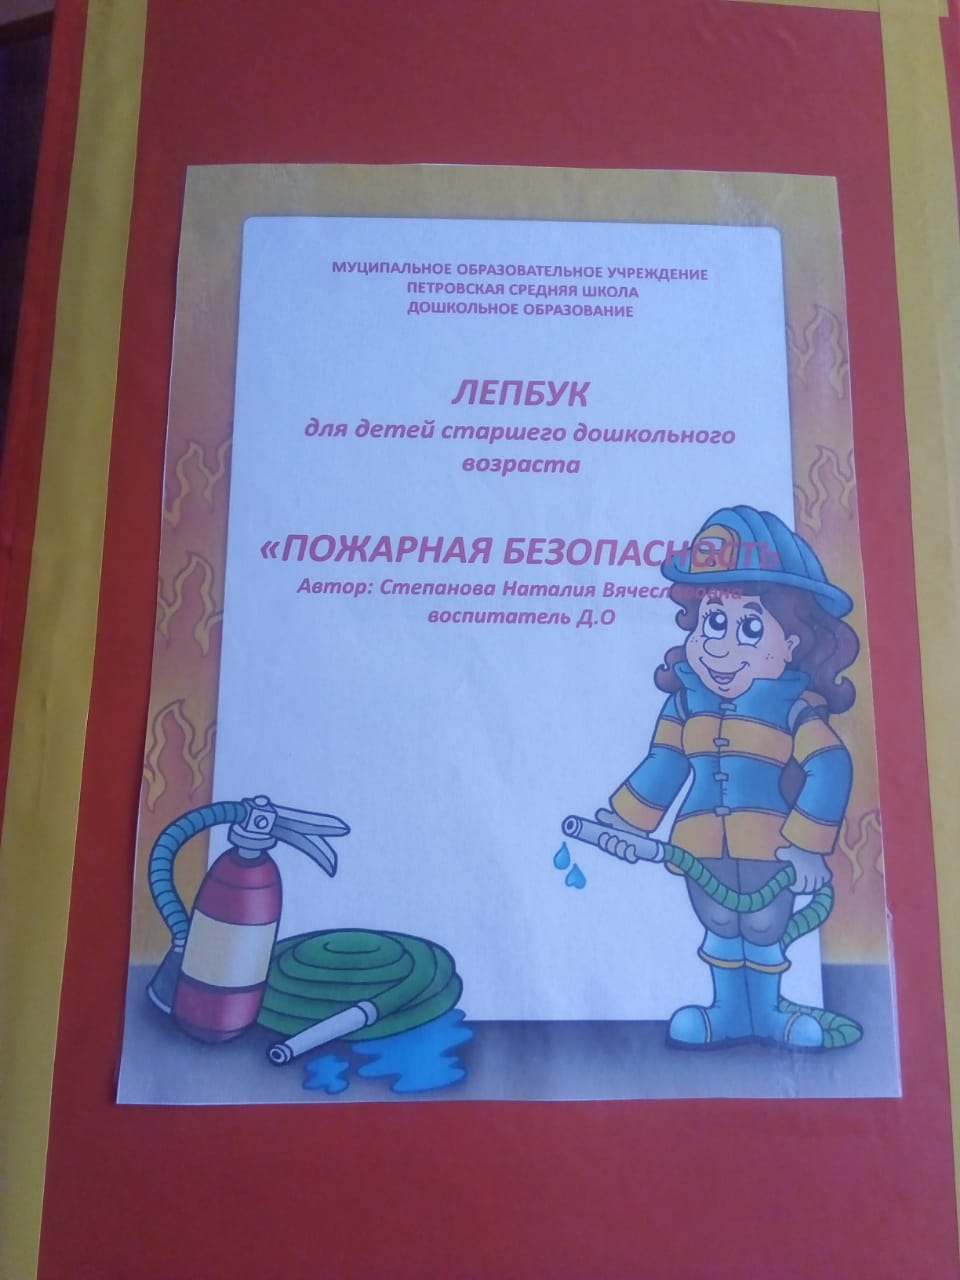 МУЦИПАЛЬНОЕ ОБРАЗОВАТЕЛЬНОЕ УЧРЕЖДЕНИЕ
ПЕТРОВСКАЯ СРЕДНЯЯ ШКОЛА
ДОШКОЛЬНОЕ ОБРАЗОВАНИЕ
ЛЕПБУК
для детей старшего дошкольного
возраста
«ПОЖАРНАЯ БЕЗОПАСНОСТЬ
Автор: Степанова Наталия Вячеславовна
воспитатель Д.О